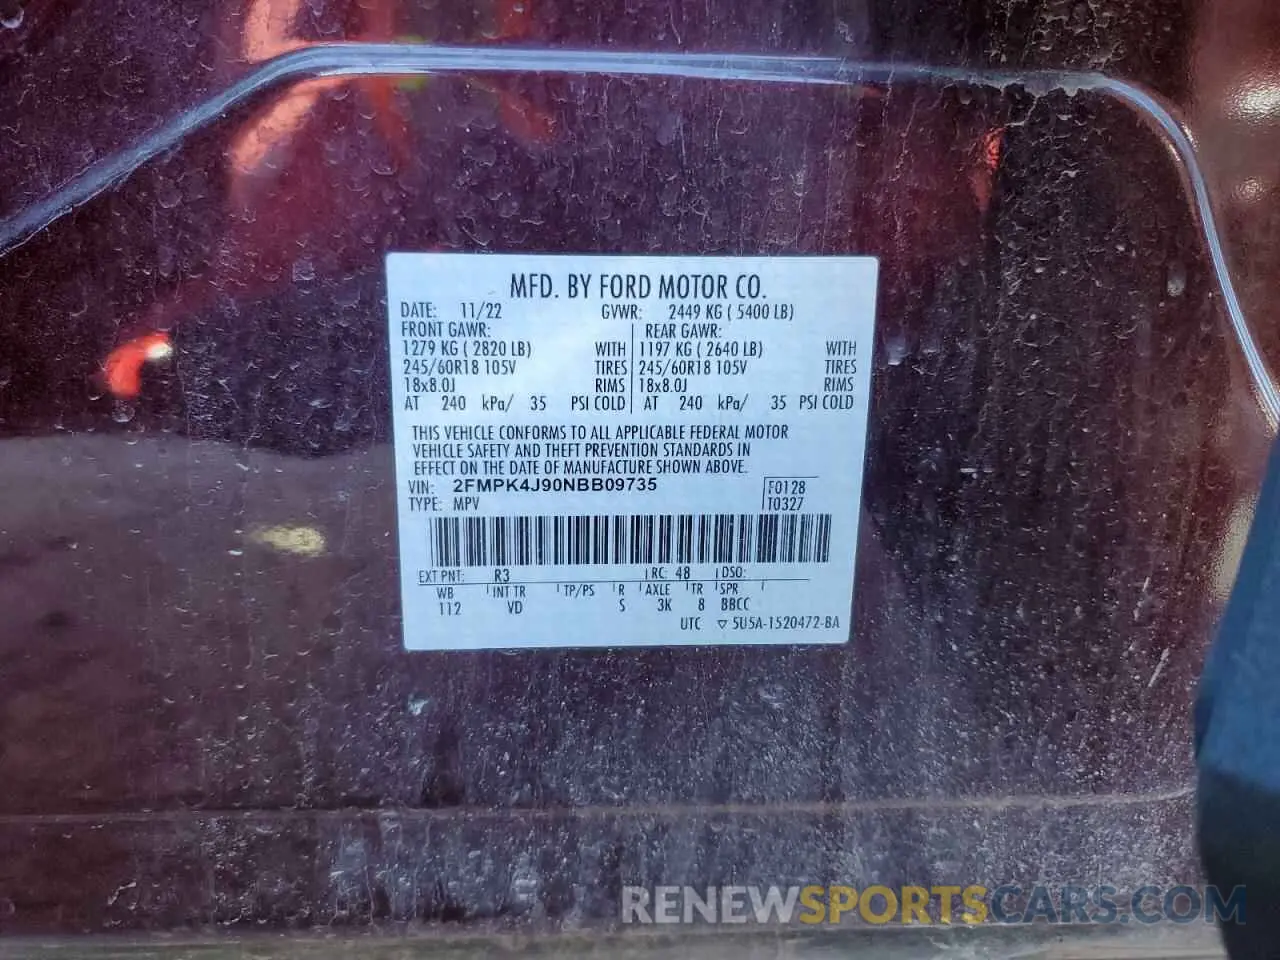 MFD. BY FORD MOTOR CO.
DATE: 11/22 GVWR: 2449 KG ( 5400 LB)
FRONT GAWR: REAR GAWR:
1279 KG ( 2820 LB) WITH 1197 KG ( 2640 LB) WITH
245/60R18 105V TIRES 245/60R18 105V TIRES
18x8.0J RIMS 18x8.0J RIMS
AT 240 kPa/ 35 PSI COLD AT 240 kPa/ 35 PSI COLD
THIS VEHICLE CONFORMS TO ALL APPLICABLE FEDERAL MOTOR
VEHICLE SAFETY AND THEFT PREVENTION STANDARDS IN
EFFECT ON THE DATE OF MANUFACTURE SHOWN ABOVE.
VIN: 2FMPK4J90NBB09735 F0128
TYPE: MPV T0327
EXT PNT: R3 RC: 48 DSO:
WB INT TR TP/PS R AXLE TR SPR
112 VD S 3K 8 BBCC
UTC ▽ 5U5A-1520472-BA
RENEWSPORTSCARS.COM